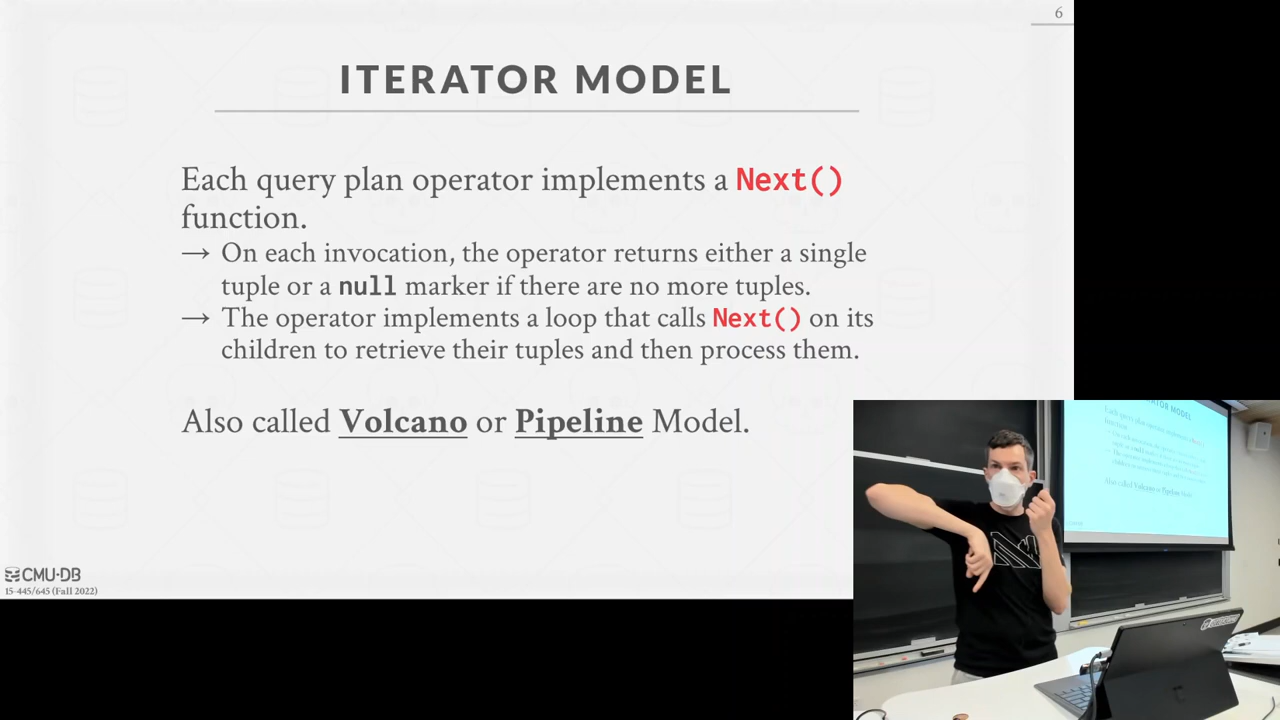 6
ITERATOR MODEL
Each query plan operator implements a Next()
function.
→ On each invocation, the operator returns either a single
tuple or a null marker if there are no more tuples.
→ The operator implements a loop that calls Next() on its
children to retrieve their tuples and then process them.
Also called Volcano or Pipeline Model.
CMU·DB
15-445/645 (Fall 2022)